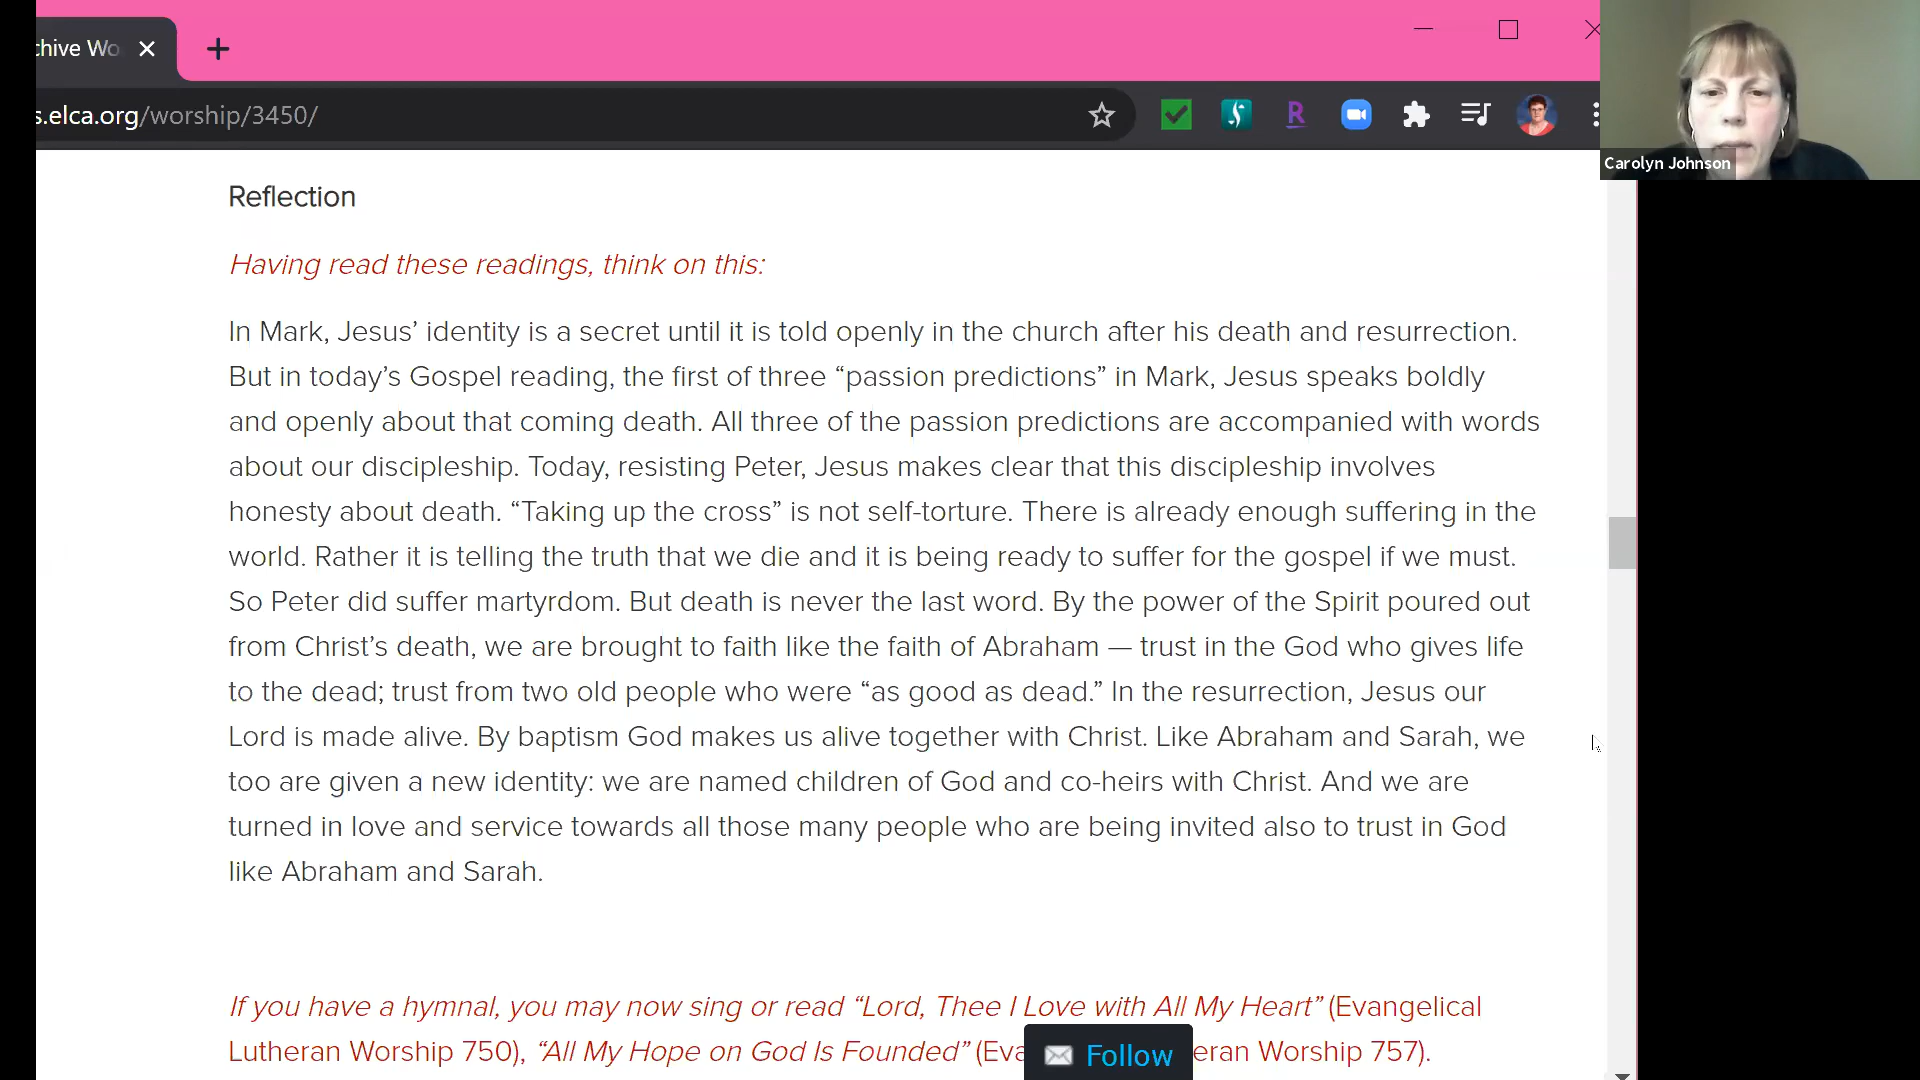 chive Wo
s.elca.org/worship/3450/
R
Carolyn Johnson
Reflection
Having read these readings, think on this:
In Mark, Jesus’ identity is a secret until it is told openly in the church after his death and resurrection.
But in today’s Gospel reading, the first of three “passion predictions” in Mark, Jesus speaks boldly
and openly about that coming death. All three of the passion predictions are accompanied with words
about our discipleship. Today, resisting Peter, Jesus makes clear that this discipleship involves
honesty about death. “Taking up the cross” is not self-torture. There is already enough suffering in the
world. Rather it is telling the truth that we die and it is being ready to suffer for the gospel if we must.
So Peter did suffer martyrdom. But death is never the last word. By the power of the Spirit poured out
from Christ’s death, we are brought to faith like the faith of Abraham — trust in the God who gives life
to the dead; trust from two old people who were “as good as dead.” In the resurrection, Jesus our
Lord is made alive. By baptism God makes us alive together with Christ. Like Abraham and Sarah, we
too are given a new identity: we are named children of God and co-heirs with Christ. And we are
turned in love and service towards all those many people who are being invited also to trust in God
like Abraham and Sarah.
If you have a hymnal, you may now sing or read “Lord, Thee I Love with All My Heart” (Evangelical
Lutheran Worship 750), “All My Hope on God Is Founded” (Eva eran Worship 757).
Follow